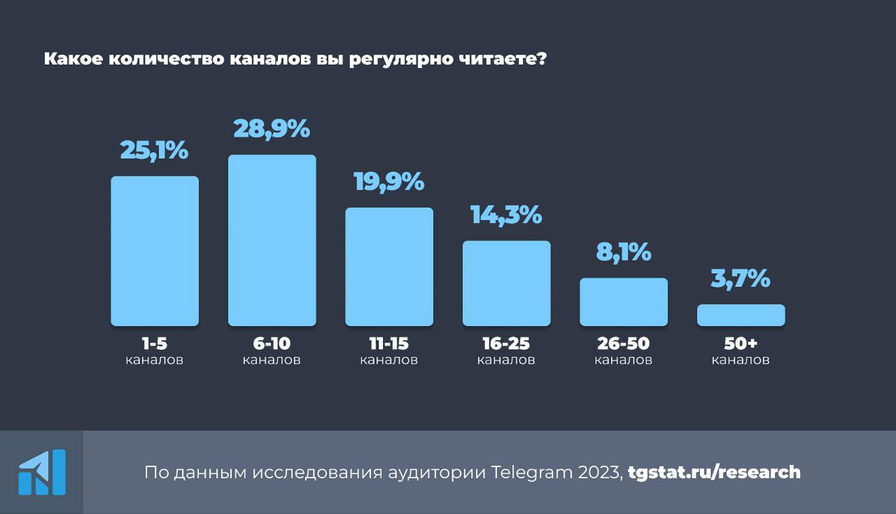 Какое количество каналов вы регулярно читаете?
25,1%
28,9%
19,9%
14,3%
8,1%
3,7%
1-5
каналов
6-10
каналов
11-15
каналов
16-25
каналов
26-50
каналов
50+
каналов
По данным исследования аудитории Telegram 2023, tgstat.ru/research